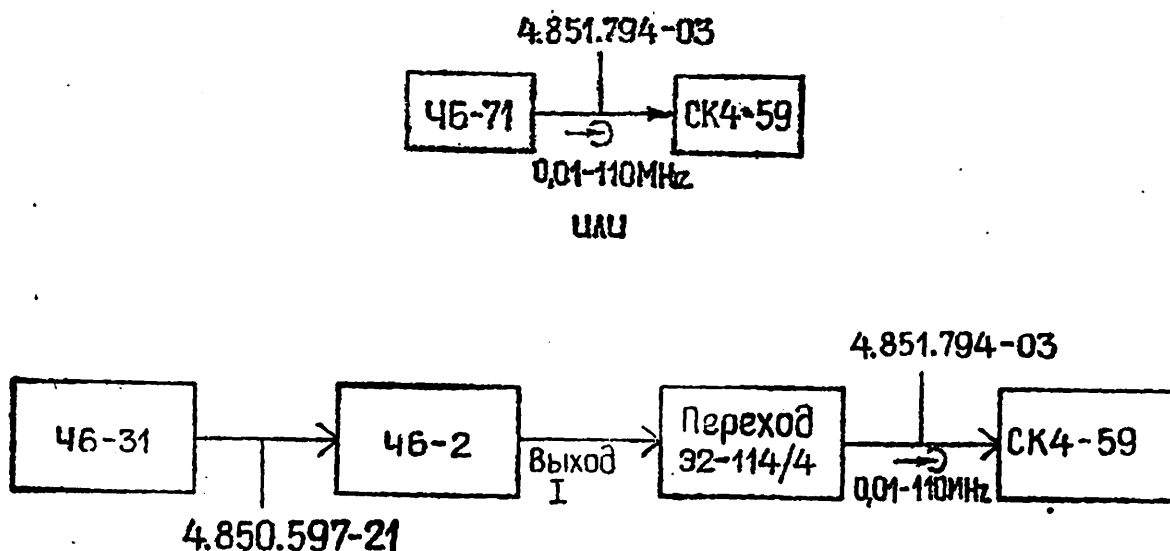 4.851.794-03
Ч6-71
СК4-59
0,01-110MHz
или
4.851.794-03
Ч6-31
Ч6-2
Выход
I
Переход
Э2-114/4
СК4-59
0,01-110MHz
4.850.597-21